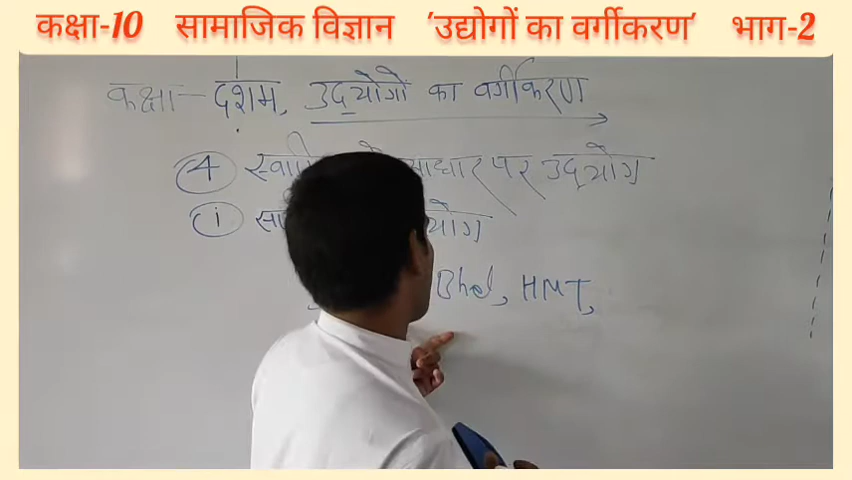 कक्षा-10 सामाजिक विज्ञान 'उद्योगों का वर्गीकरण' भाग-2
कक्षा - दशम, उद्योगों का वर्गीकरण
4 आधार पर उद्योग
i
Bhel, HMT,